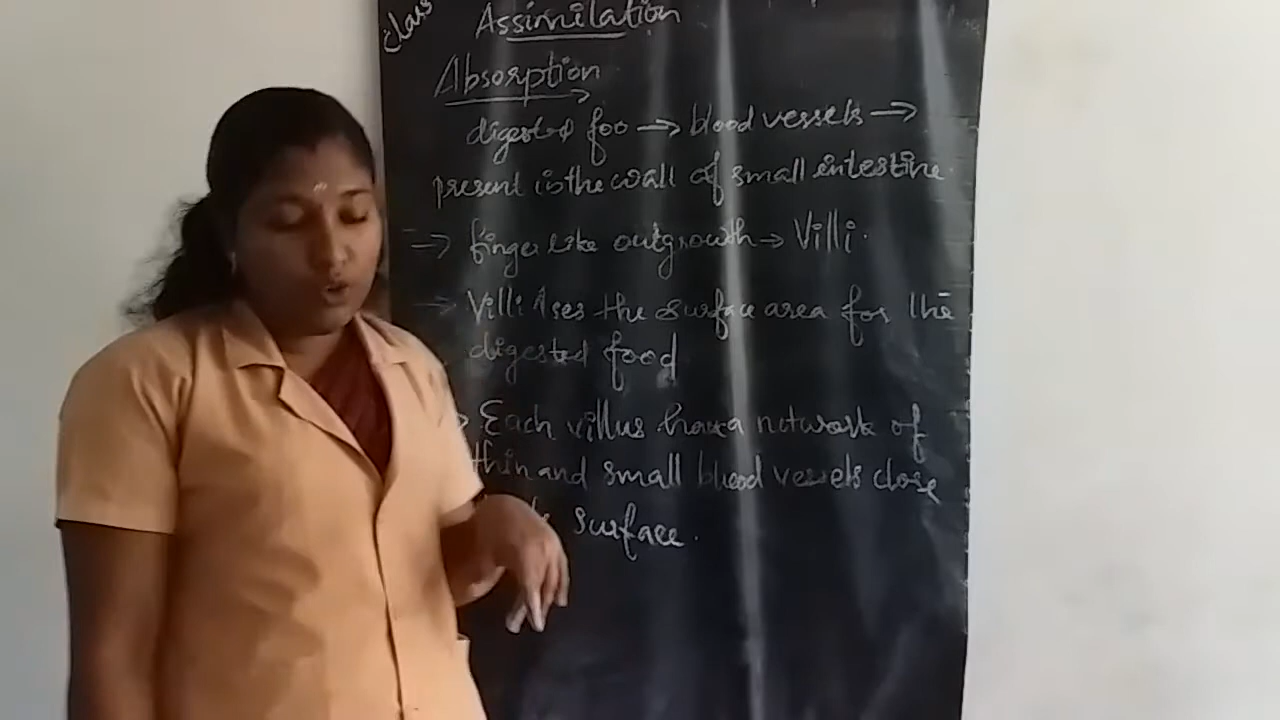 class
Assimilation
Absorption
digested foo → blood vessels →
present in the wall of small intestine.
⇒ finger like outgrowth → Villi.
→ Villi ↑ses the surface area for the
digested food
Each villus have a network of
thin and small blood vessels close
surface.